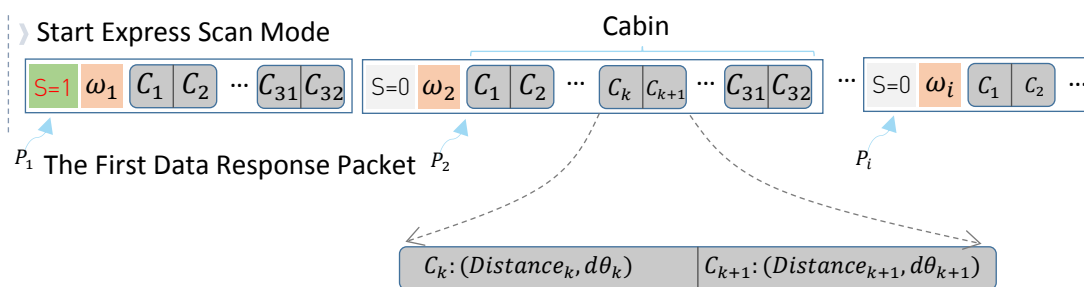 Start Express Scan Mode
Cabin
S=1 ω1 C1 C2 ... C31 C32 S=0 ω2 C1 C2 ... Ck Ck+1 ... C31 C32 ... S=0 ωi C1 C2 ...
P1 The First Data Response Packet P2 Pi
Ck: (Distancek, dθk) Ck+1: (Distancek+1, dθk+1)